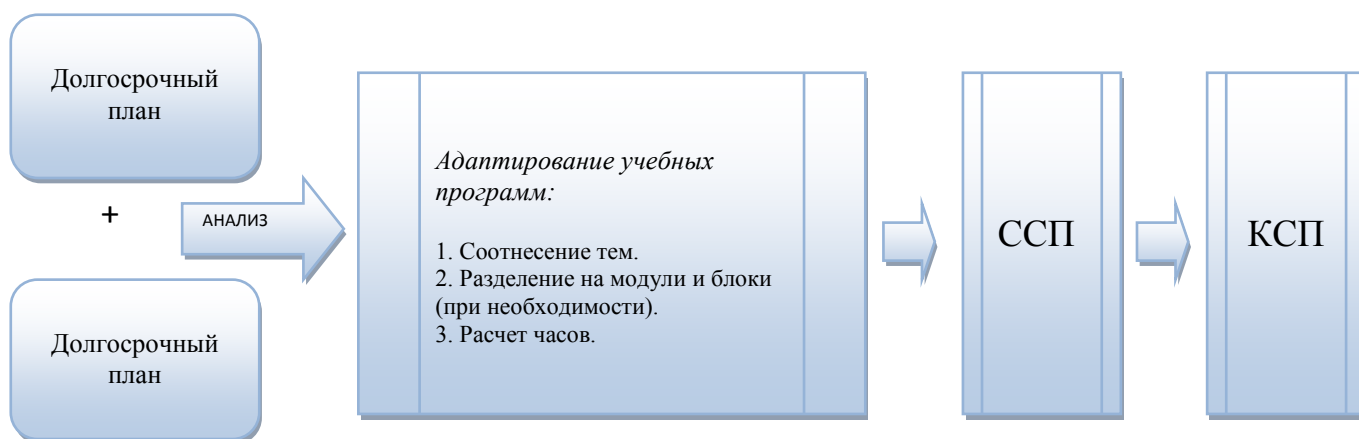 Долгосрочный
план
+
Долгосрочный
план
АНАЛИЗ
Адаптирование учебных
программ:
1. Соотнесение тем.
2. Разделение на модули и блоки
(при необходимости).
3. Расчет часов.
ССП
КСП